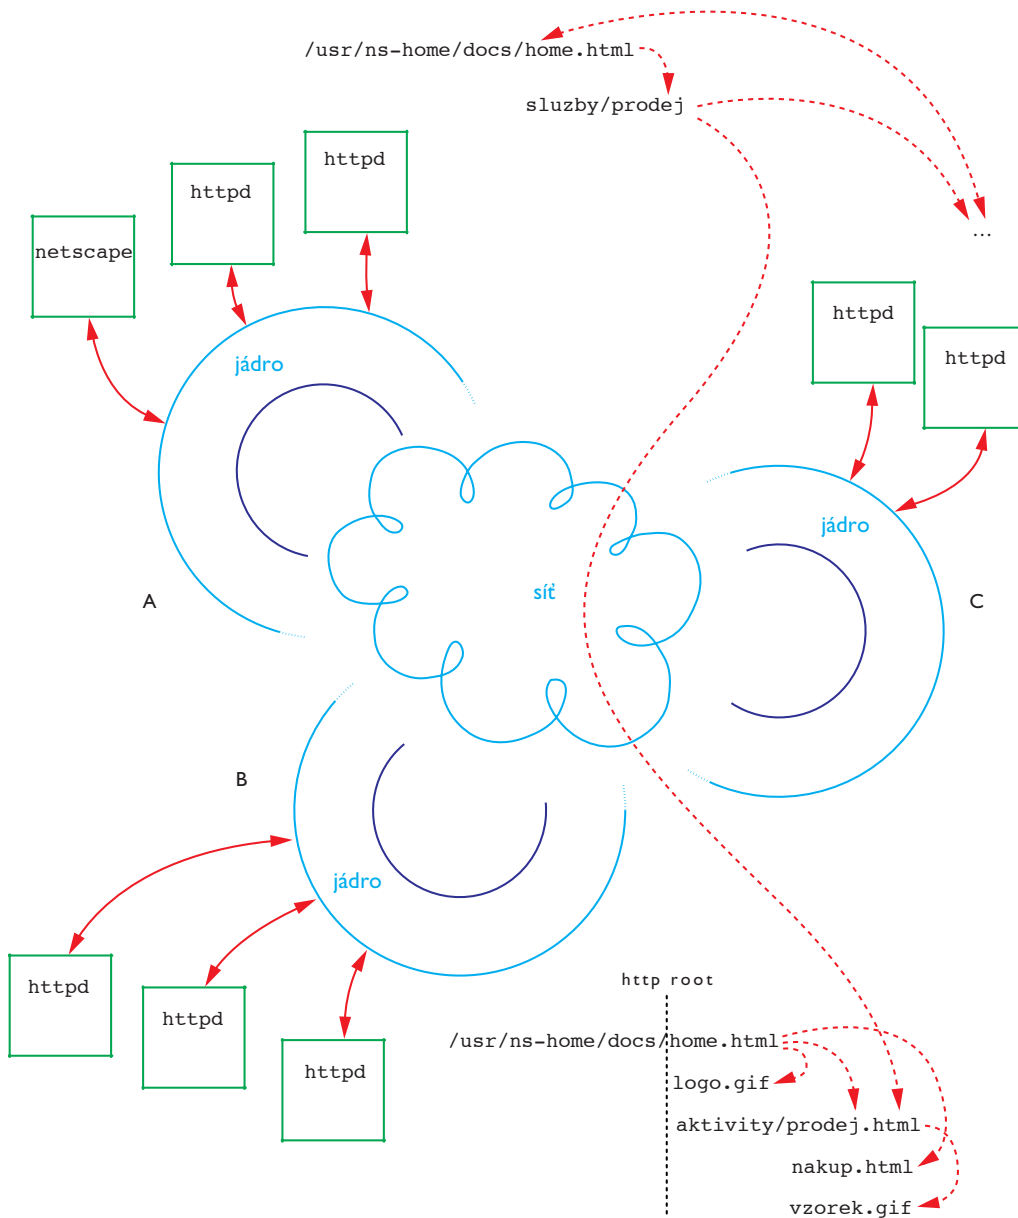 /usr/ns-home/docs/home.html
sluzby/prodej
httpd
httpd
netscape
...
httpd
httpd
jádro
jádro
síť
A
C
B
jádro
httpd
httpd
httpd
http root
/usr/ns-home/docs/home.html
logo.gif
aktivity/prodej.html
nakup.html
vzorek.gif